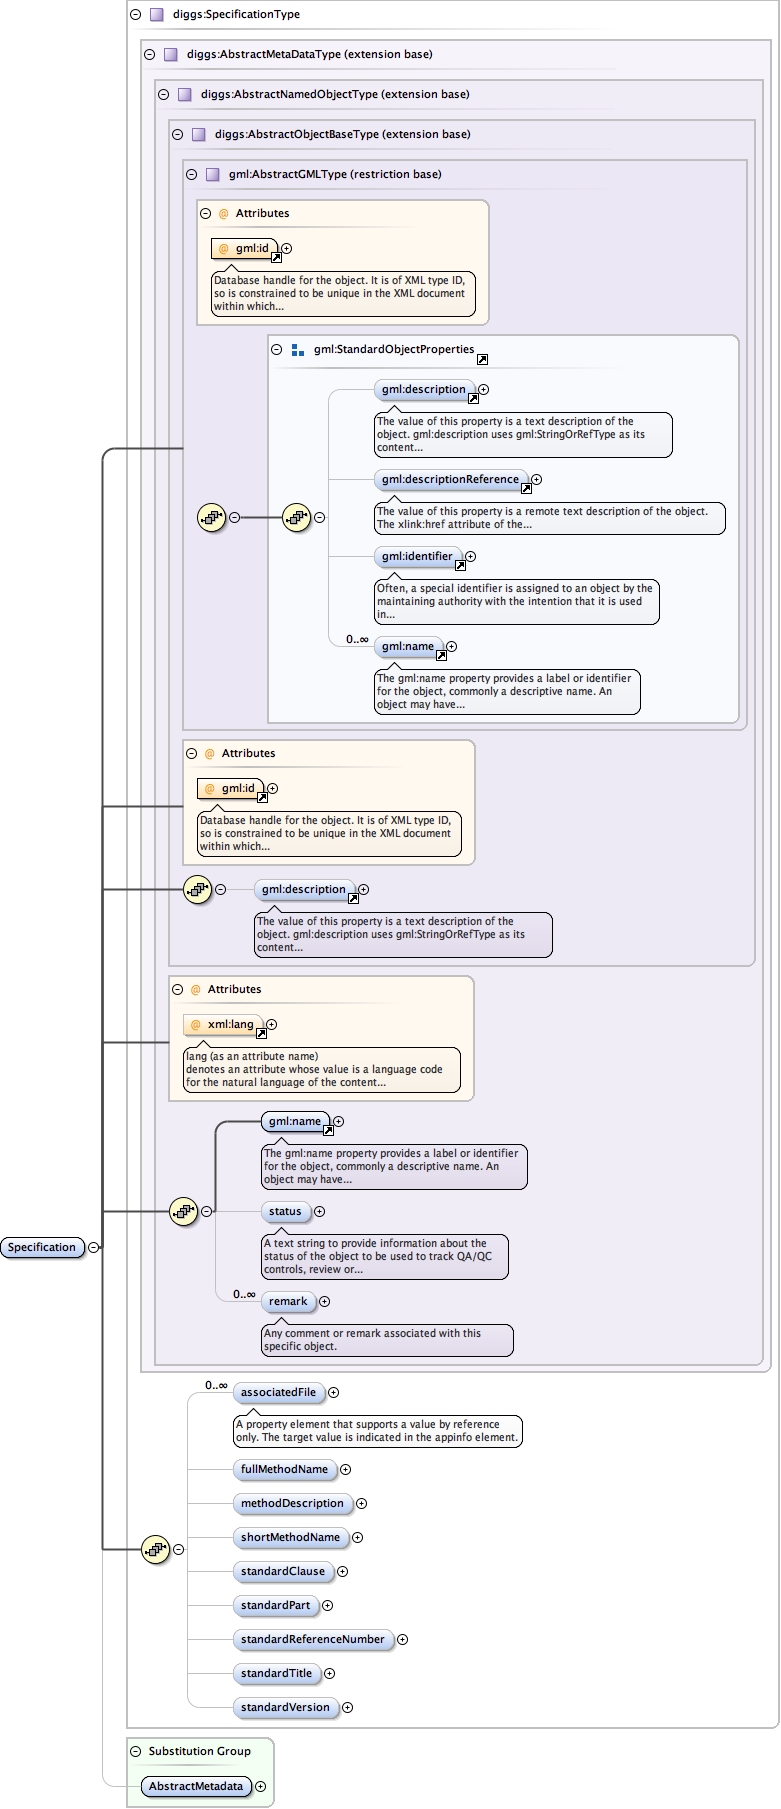 diggs:SpecificationType
diggs:AbstractMetaDataType (extension base)
diggs:AbstractNamedObjectType (extension base)
diggs:AbstractObjectBaseType (extension base)
gml:AbstractGMLType (restriction base)
@ Attributes
@ gml:id
Database handle for the object. It is of XML type ID,
so is constrained to be unique in the XML document
within which...
gml:StandardObjectProperties
gml:description
The value of this property is a text description of the
object. gml:description uses gml:StringOrRefType as its
content...
gml:descriptionReference
The value of this property is a remote text description of the object.
The xlink:href attribute of the...
gml:identifier
Often, a special identifier is assigned to an object by the
maintaining authority with the intention that it is used
in...
0..∞
gml:name
The gml:name property provides a label or identifier
for the object, commonly a descriptive name. An
object may have...
@ Attributes
@ gml:id
Database handle for the object. It is of XML type ID,
so is constrained to be unique in the XML document
within which...
gml:description
The value of this property is a text description of the
object. gml:description uses gml:StringOrRefType as its
content...
@ Attributes
@ xml:lang
lang (as an attribute name)
denotes an attribute whose value is a language code
for the natural language of the content...
gml:name
The gml:name property provides a label or identifier
for the object, commonly a descriptive name. An
object may have...
status
A text string to provide information about the
status of the object to be used to track QA/QC
controls, review or...
Specification
0..∞
remark
Any comment or remark associated with this
specific object.
0..∞
associatedFile
A property element that supports a value by reference
only. The target value is indicated in the appinfo element.
fullMethodName
methodDescription
shortMethodName
standardClause
standardPart
standardReferenceNumber
standardTitle
standardVersion
Substitution Group
AbstractMetadata